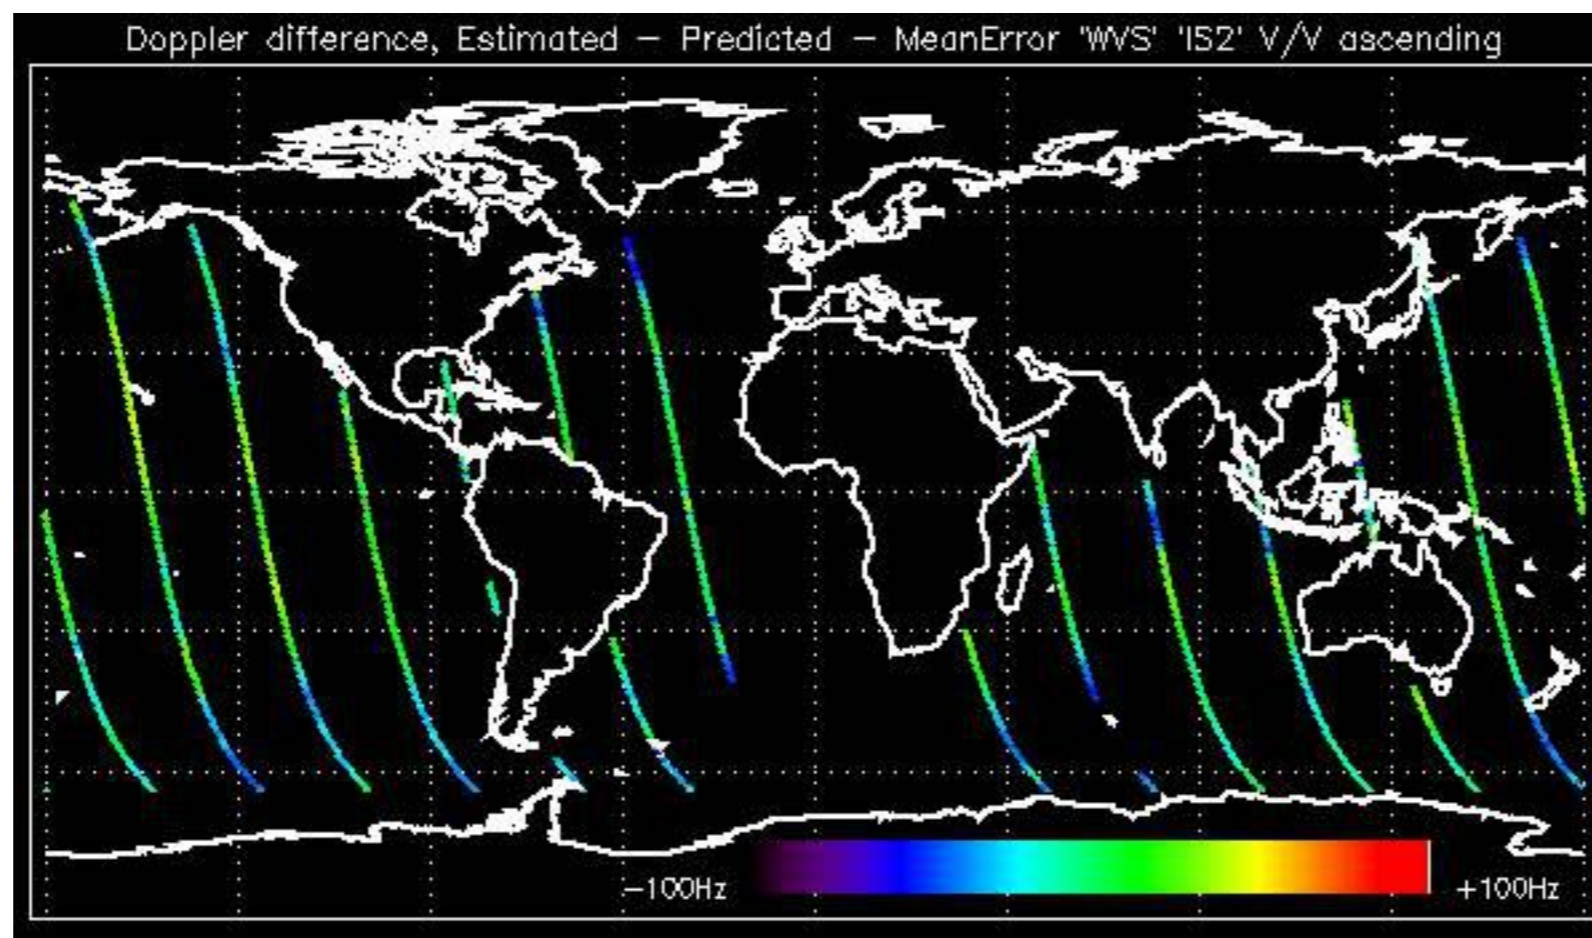 Doppler difference, Estimated - Predicted - MeanError 'WVS' 'IS2' V/V ascending
-100Hz +100Hz